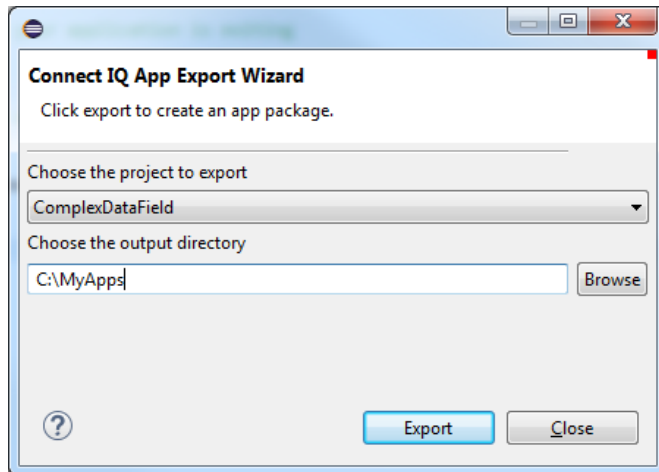 Connect IQ App Export Wizard
Click export to create an app package.
Choose the project to export
ComplexDataField
Choose the output directory
C:\MyApps
Browse
?
Export
Close